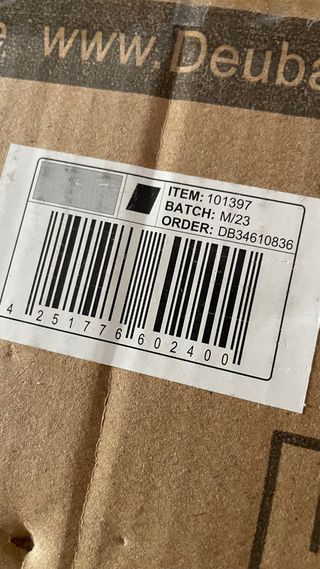 www.Deuba
ITEM: 101397
BATCH: M/23
ORDER: DB34610836
4 251776 602400